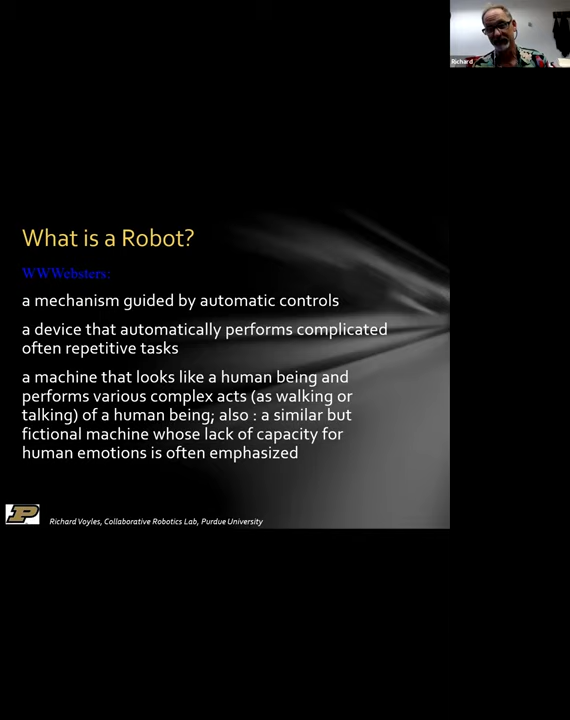 Richard
What is a Robot?
WWWebsters:
a mechanism guided by automatic controls
a device that automatically performs complicated
often repetitive tasks
a machine that looks like a human being and
performs various complex acts (as walking or
talking) of a human being; also : a similar but
fictional machine whose lack of capacity for
human emotions is often emphasized
P
Richard Voyles, Collaborative Robotics Lab, Purdue University